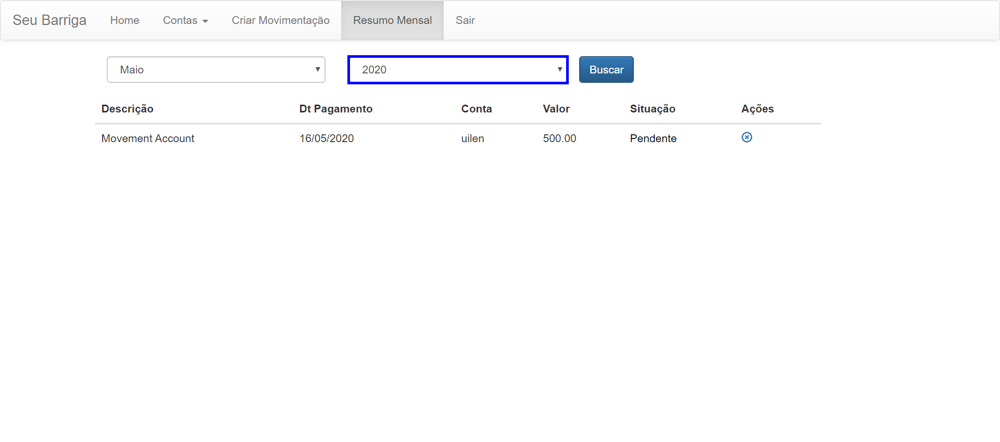 Seu Barriga Home Contas Criar Movimentação Resumo Mensal Sair
Maio 2020 Buscar
Descrição Dt Pagamento Conta Valor Situação Ações
Movement Account 16/05/2020 uilen 500.00 Pendente